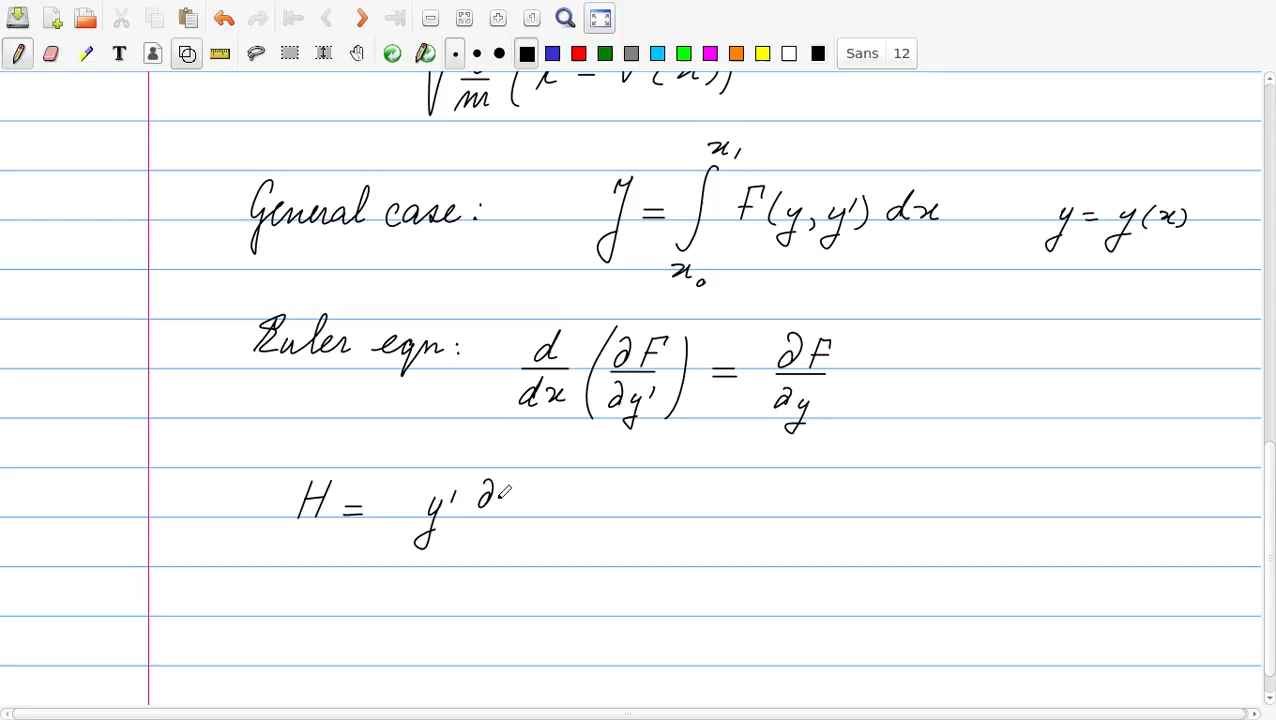 Sans 12
√ m ( )
General case: J = ∫_{x₀}^{x₁} F(y, y') dx y = y(x)
Euler eqn: d/dx (∂F/∂y') = ∂F/∂y
H = y' ∂